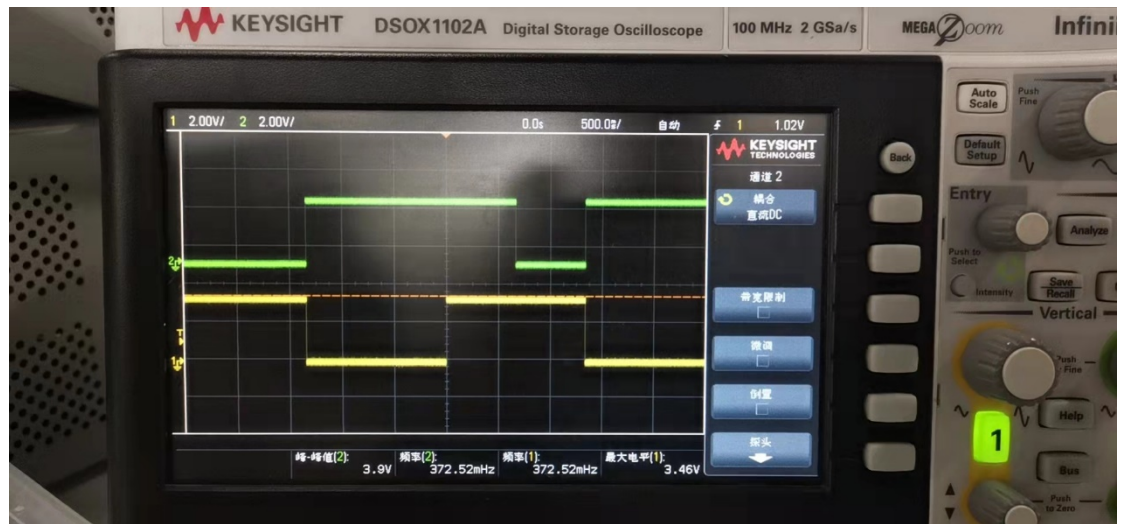 KEYSIGHT DSOX1102A Digital Storage Oscilloscope 100 MHz 2 GSa/s MEGA Zoom Infini
1 2.00V/ 2 2.00V/ 0.0s 500.0 自动 1 1.02V
KEYSIGHT
TECHNOLOGIES
通道 2
耦合
直流DC
带宽限制
微调
倒置
探头
2
T
1
峰-峰值(2):
3.9V
频率(2):
372.52mHz
频率(1):
372.52mHz
最大电平(1):
3.46V
Back
Auto
Scale
Push
Fine
Default
Setup
Entry
Analyze
Push to
Select
Intensity
Save
Recall
Vertical
Push
Fine
Help
1
Bus
Push
to Zero